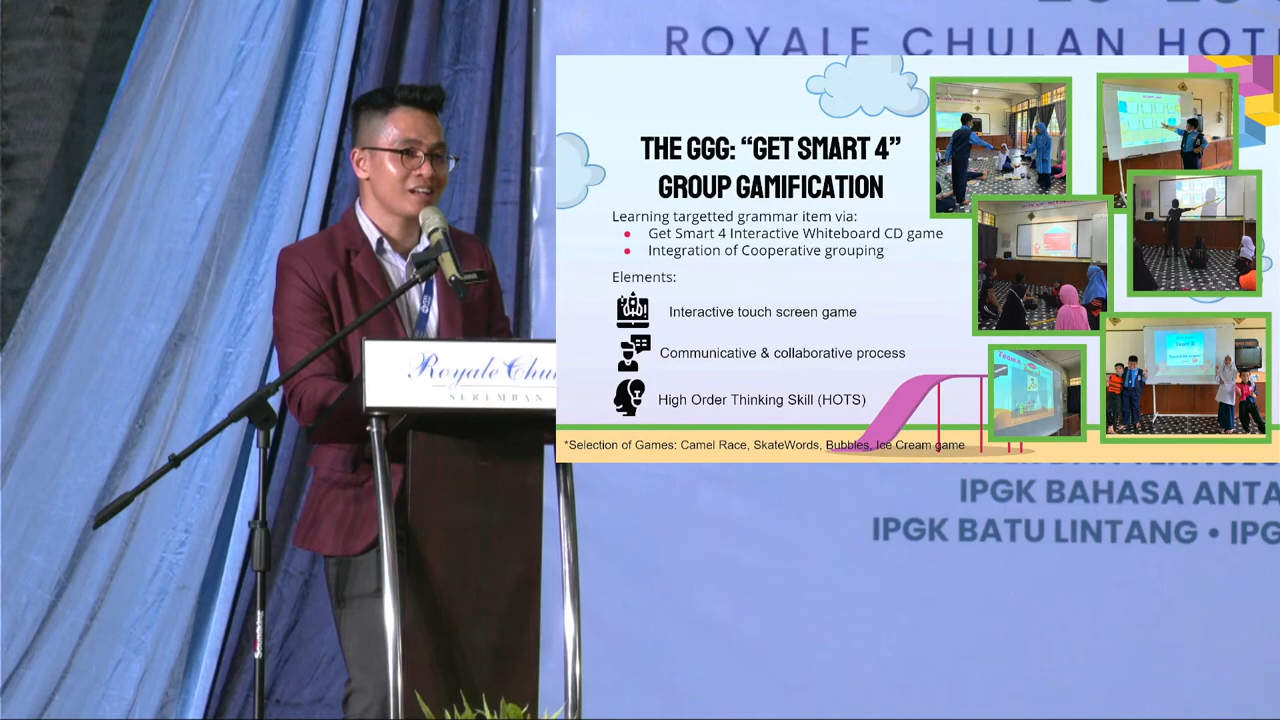 ROYALE CHULAN HOT
THE GGG: “GET SMART 4”
GROUP GAMIFICATION
Learning targetted grammar item via:
Get Smart 4 Interactive Whiteboard CD game
Integration of Cooperative grouping
Elements:
Interactive touch screen game
Communicative & collaborative process
High Order Thinking Skill (HOTS)
*Selection of Games: Camel Race, SkateWords, Bubbles, Ice Cream game
Team A
Team B
Royale Chu
SEREMBAN
IPGK BAHASA ANTA
IPGK BATU LINTANG • IPG